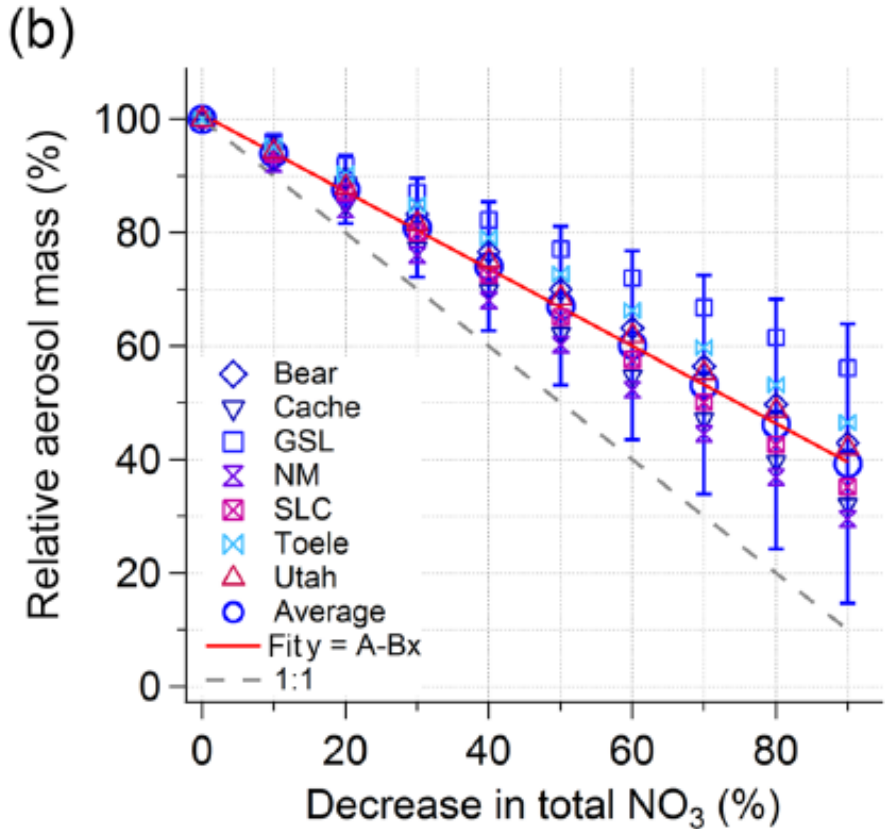 (b)
Relative aerosol mass (%)
100
80
60
40
20
0
Bear
Cache
GSL
NM
SLC
Toele
Utah
Average
Fit y = A-Bx
1:1
0
20
40
60
80
Decrease in total NO₃ (%)